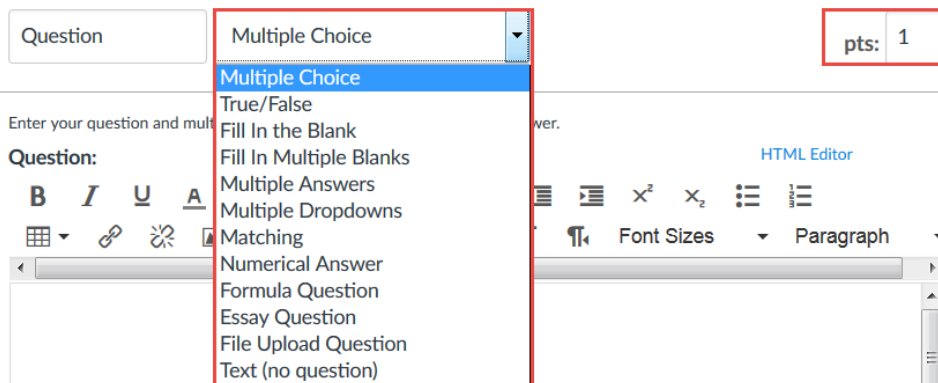 Question Multiple Choice pts: 1
Multiple Choice
True/False
Enter your question and mult wer.
Fill In the Blank
Question: HTML Editor
Fill In Multiple Blanks
B I U A x² x₂
Multiple Answers
Multiple Dropdowns
Matching
Font Sizes Paragraph
Numerical Answer
Formula Question
Essay Question
File Upload Question
Text (no question)